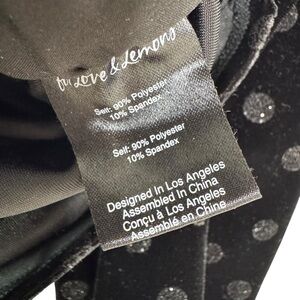 for Love & Lemons
Self: 90% Polyester
10% Spandex
Self: 90% Polyester
10% Spandex
Designed In Los Angeles
Assembled In China
Conçu à Los Angeles
Assemblé en Chine